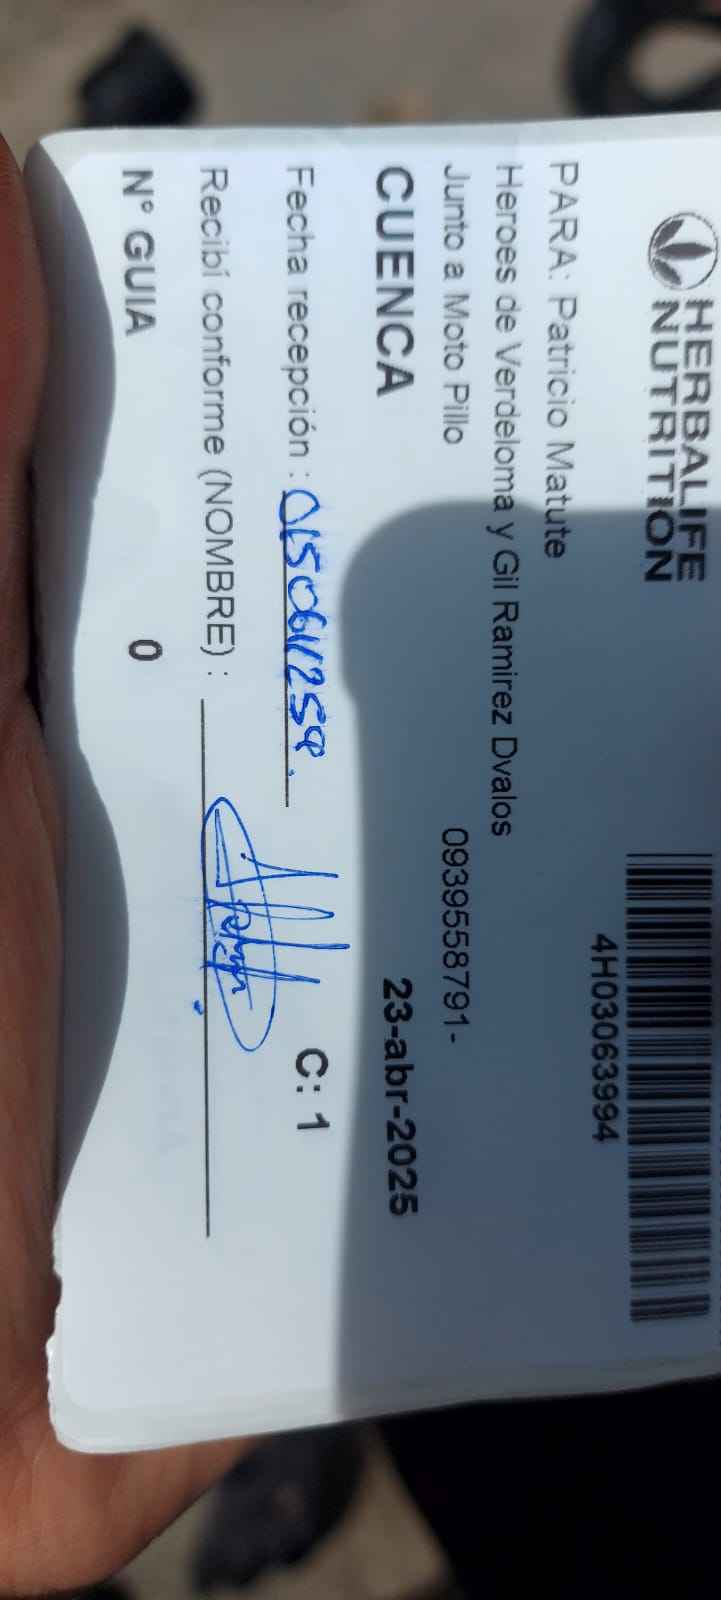 HERBALIFE
NUTRITION
4H03063994
PARA: Patricio Matute
Heroes de Verdeloma y Gil Ramirez Dvalos
Junto a Moto Pillo 0939558791-
CUENCA 23-abr-2025
Fecha recepción : C: 1
Recibí conforme (NOMBRE) :
N° GUIA 0